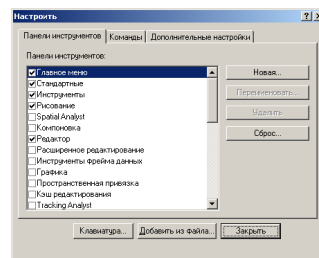 Настроить
Панели инструментов Команды Дополнительные настройки
Панели инструментов:
Главное меню
Стандартные
Инструменты
Рисование
Spatial Analyst
Компоновка
Редактор
Расширенное редактирование
Инструменты фрейма данных
Графика
Пространственная привязка
Кэш редактирования
Tracking Analyst
Новая...
Переименовать...
Удалить
Сброс...
Клавиатура... Добавить из файла... Закрыть